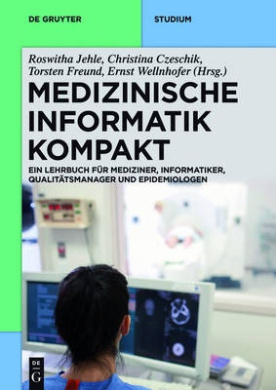 DE GRUYTER STUDIUM
Roswitha Jehle, Christina Czeschik,
Torsten Freund, Ernst Wellnhofer (Hrsg.)
MEDIZINISCHE
INFORMATIK
KOMPAKT
EIN LEHRBUCH FÜR MEDIZINER, INFORMATIKER,
QUALITÄTSMANAGER UND EPIDEMIOLOGEN
DE
G